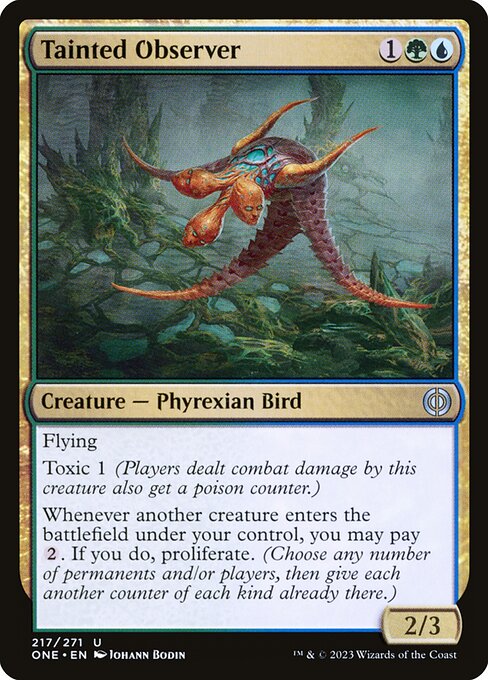 Tainted Observer 1
Creature — Phyrexian Bird
Flying
Toxic 1 (Players dealt combat damage by this
creature also get a poison counter.)
Whenever another creature enters the
battlefield under your control, you may pay
2. If you do, proliferate. (Choose any number
of permanents and/or players, then give each
another counter of each kind already there.)
2/3
217/271 U
ONE • EN Johann Bodin
™ & © 2023 Wizards of the Coast